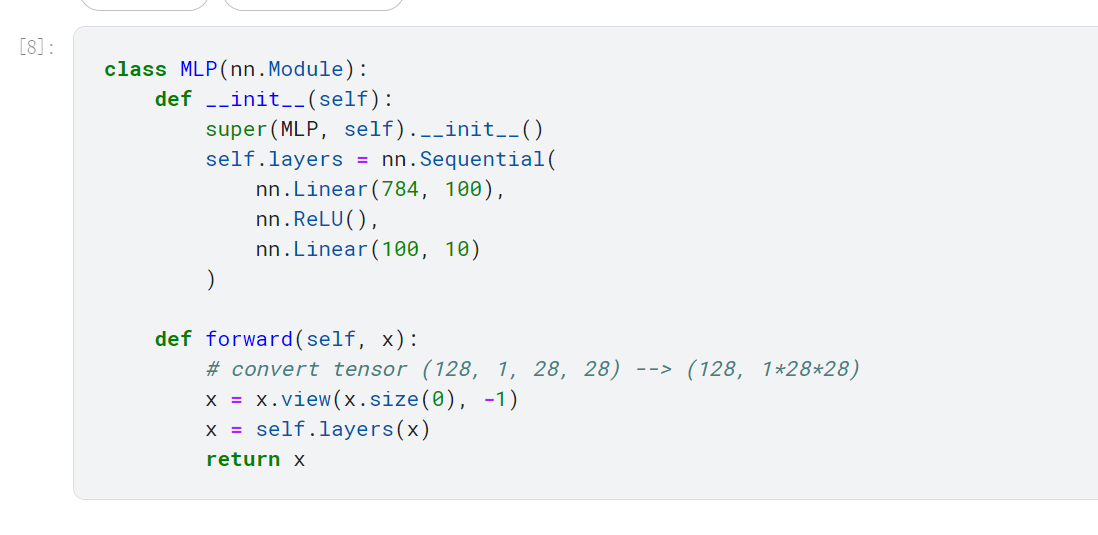 [8]:
class MLP(nn.Module):
    def __init__(self):
        super(MLP, self).__init__()
        self.layers = nn.Sequential(
            nn.Linear(784, 100),
            nn.ReLU(),
            nn.Linear(100, 10)
        )
    def forward(self, x):
        # convert tensor (128, 1, 28, 28) --> (128, 1*28*28)
        x = x.view(x.size(0), -1)
        x = self.layers(x)
        return x